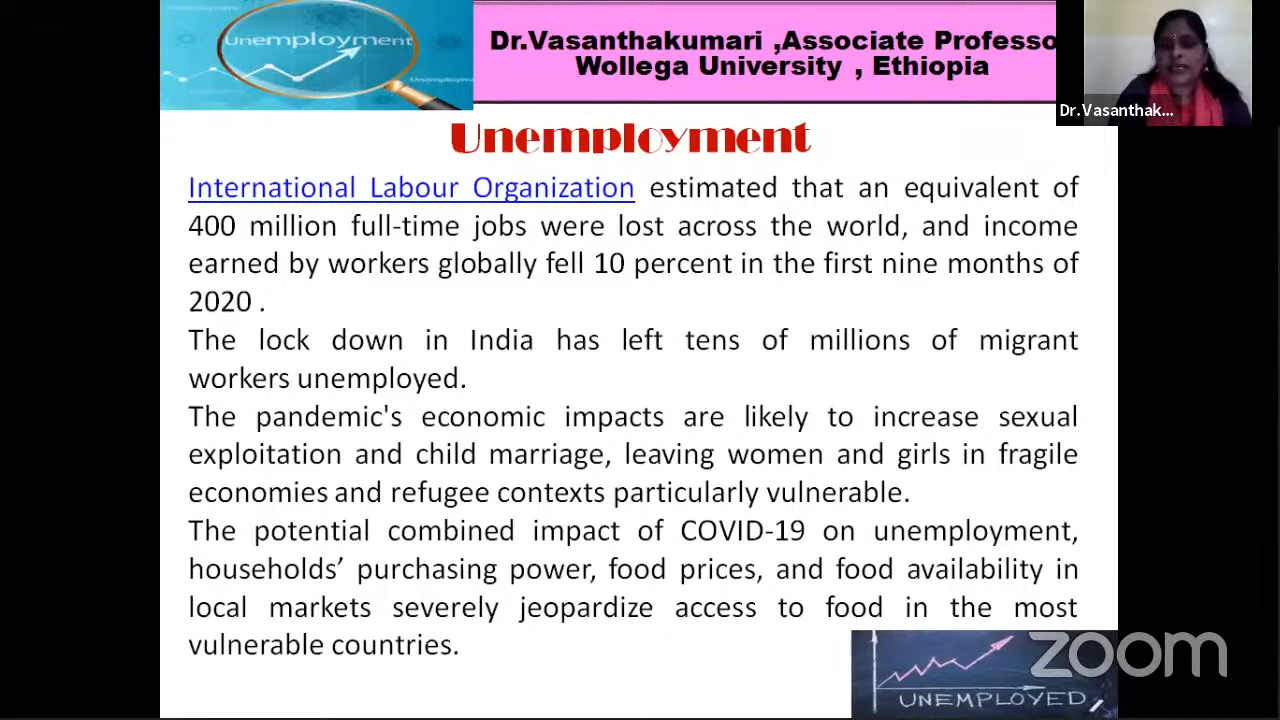 Unemployment
Unemploym
Dr.Vasanthakumari ,Associate Professo
Wollega University , Ethiopia
Dr.Vasanthak...
Unemployment
International Labour Organization estimated that an equivalent of
400 million full-time jobs were lost across the world, and income
earned by workers globally fell 10 percent in the first nine months of
2020 .
The lock down in India has left tens of millions of migrant
workers unemployed.
The pandemic's economic impacts are likely to increase sexual
exploitation and child marriage, leaving women and girls in fragile
economies and refugee contexts particularly vulnerable.
The potential combined impact of COVID-19 on unemployment,
households’ purchasing power, food prices, and food availability in
local markets severely jeopardize access to food in the most
vulnerable countries.
zoom
UNEMPLOYED